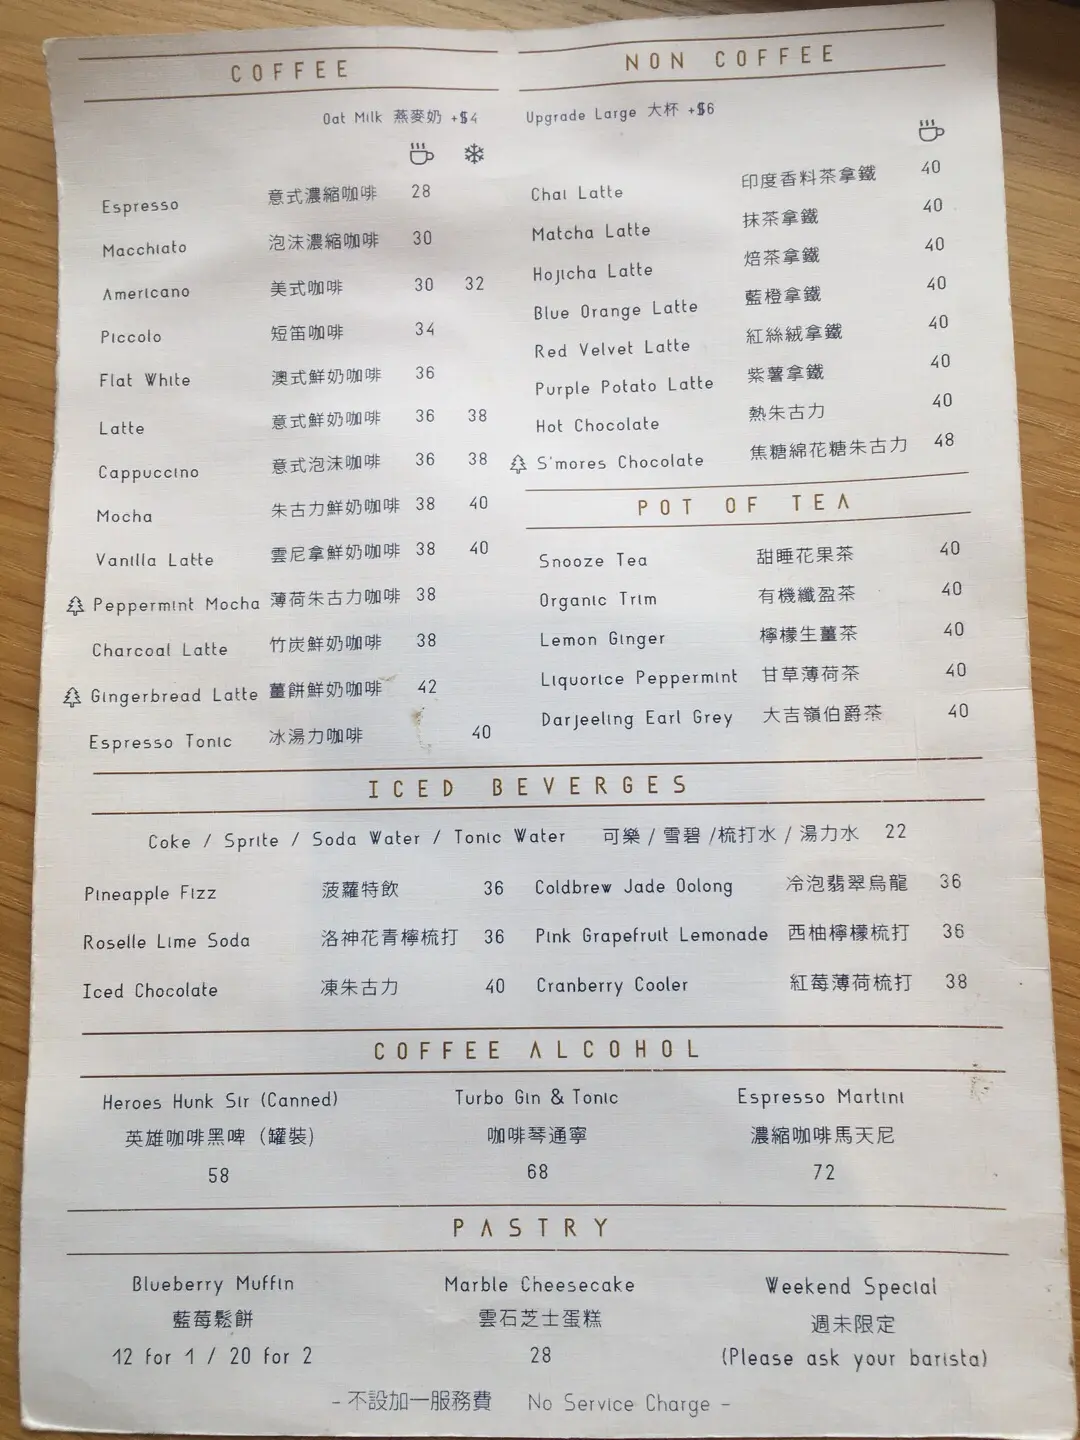 COFFEE
Oat Milk 燕麥奶 +$4
Espresso 意式濃縮咖啡 28
Macchiato 泡沫濃縮咖啡 30
Americano 美式咖啡 30 32
Piccolo 短笛咖啡 34
Flat White 澳式鮮奶咖啡 36
Latte 意式鮮奶咖啡 36 38
Cappuccino 意式泡沫咖啡 36 38
Mocha 朱古力鮮奶咖啡 38 40
Vanilla Latte 雲尼拿鮮奶咖啡 38 40
Peppermint Mocha 薄荷朱古力咖啡 38
Charcoal Latte 竹炭鮮奶咖啡 38
Gingerbread Latte 薑餅鮮奶咖啡 42
Espresso Tonic 冰湯力咖啡 40
NON COFFEE
Upgrade Large 大杯 +$6
Chai Latte 印度香料茶拿鐵 40
Matcha Latte 抹茶拿鐵 40
Hojicha Latte 焙茶拿鐵 40
Blue Orange Latte 藍橙拿鐵 40
Red Velvet Latte 紅絲絨拿鐵 40
Purple Potato Latte 紫薯拿鐵 40
Hot Chocolate 熱朱古力 40
S'mores Chocolate 焦糖綿花糖朱古力 48
POT OF TEA
Snooze Tea 甜睡花果茶 40
Organic Trim 有機纖盈茶 40
Lemon Ginger 檸檬生薑茶 40
Liquorice Peppermint 甘草薄荷茶 40
Darjeeling Earl Grey 大吉嶺伯爵茶 40
ICED BEVERGES
Coke / Sprite / Soda Water / Tonic Water 可樂 / 雪碧 /梳打水 / 湯力水 22
Pineapple Fizz 菠蘿特飲 36 Coldbrew Jade Oolong 冷泡翡翠烏龍 36
Roselle Lime Soda 洛神花青檸梳打 36 Pink Grapefruit Lemonade 西柚檸檬梳打 36
Iced Chocolate 凍朱古力 40 Cranberry Cooler 紅莓薄荷梳打 38
COFFEE ALCOHOL
Heroes Hunk Sir (Canned) Turbo Gin & Tonic Espresso Martini
英雄咖啡黑啤 (罐裝) 咖啡琴通寧 濃縮咖啡馬天尼
58 68 72
PASTRY
Blueberry Muffin Marble Cheesecake Weekend Special
藍莓鬆餅 雲石芝士蛋糕 週未限定
12 for 1 / 20 for 2 28 (Please ask your barista)
- 不設加一服務費 No Service Charge -